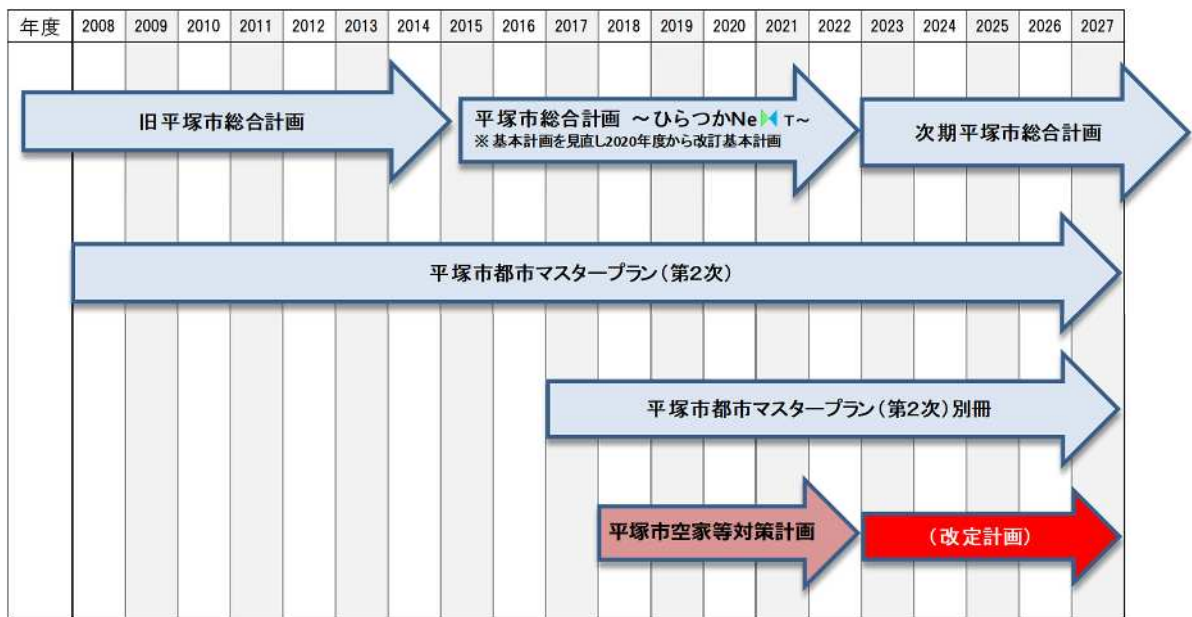 年度 2008 2009 2010 2011 2012 2013 2014 2015 2016 2017 2018 2019 2020 2021 2022 2023 2024 2025 2026 2027
旧平塚市総合計画
平塚市総合計画 ～ひらつかNeXT～
※ 基本計画を見直し2020年度から改訂基本計画
次期平塚市総合計画
平塚市都市マスタープラン（第2次）
平塚市都市マスタープラン（第2次）別冊
平塚市空家等対策計画
（改定計画）